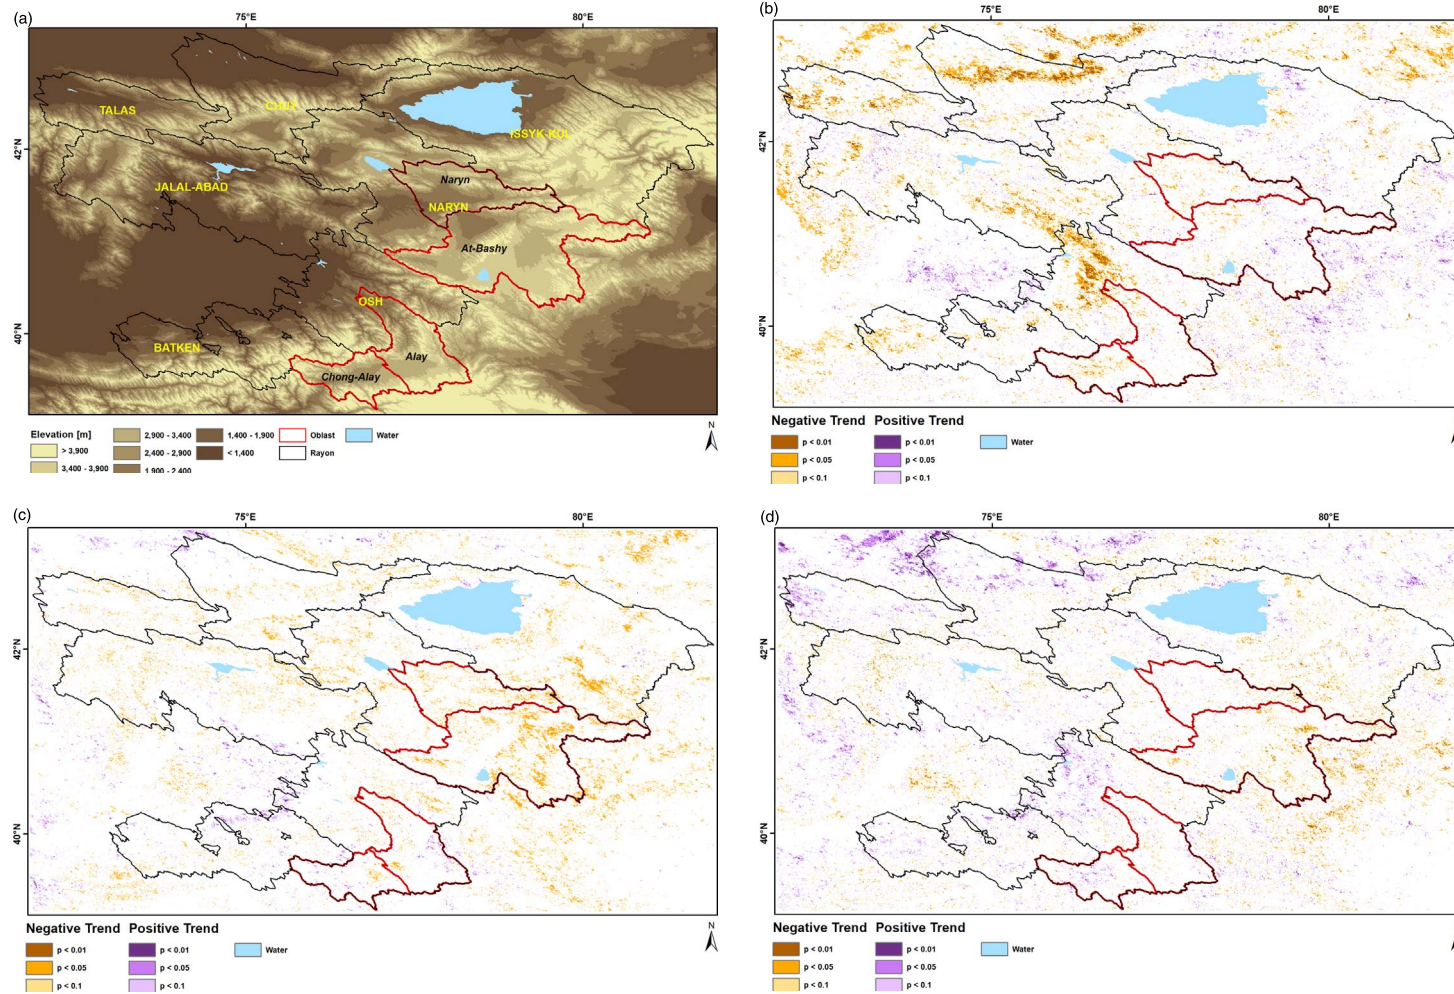 (a)
75°E
80°E
42°N
40°N
TALAS
CHUY
ISSYK-KUL
JALAL-ABAD
Naryn
NARYN
At-Bashy
OSH
BATKEN
Alay
Chong-Alay
Elevation [m]
> 3,900
3,400 - 3,900
2,900 - 3,400
2,400 - 2,900
1,900 - 2,400
1,400 - 1,900
< 1,400
Oblast
Rayon
Water
N
(b)
75°E
80°E
42°N
40°N
Negative Trend Positive Trend
p < 0.01 p < 0.01 Water
p < 0.05 p < 0.05
p < 0.1 p < 0.1
N
(c)
75°E
80°E
42°N
40°N
Negative Trend Positive Trend
p < 0.01 p < 0.01 Water
p < 0.05 p < 0.05
p < 0.1 p < 0.1
N
(d)
75°E
80°E
42°N
40°N
Negative Trend Positive Trend
p < 0.01 p < 0.01 Water
p < 0.05 p < 0.05
p < 0.1 p < 0.1
N